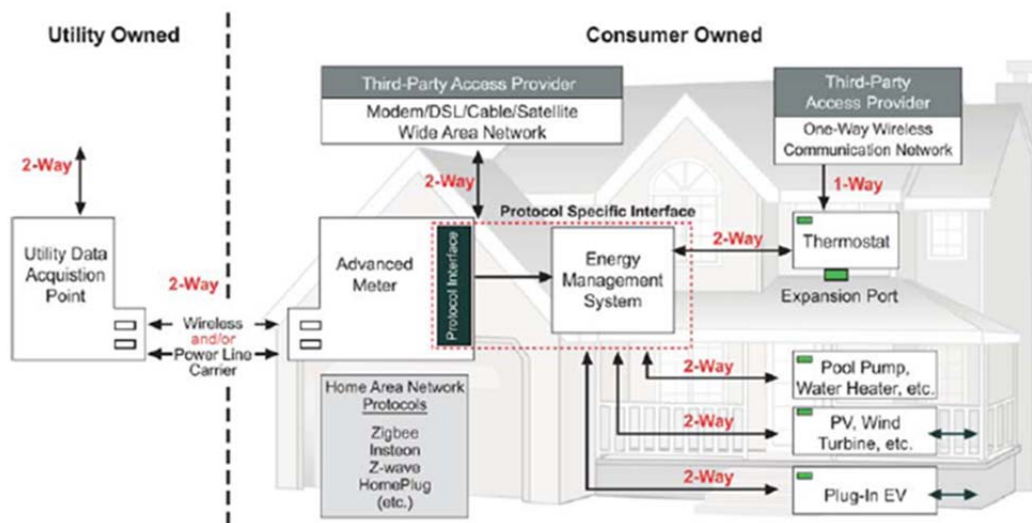 Utility Owned
Consumer Owned
Third-Party Access Provider
Modem/DSL/Cable/Satellite
Wide Area Network
Third-Party
Access Provider
One-Way Wireless
Communication Network
2-Way
2-Way
1-Way
Protocol Specific Interface
Utility Data
Acquistion
Point
2-Way
Advanced
Meter
Protocol Interface
Energy
Management
System
2-Way
Thermostat
Expansion Port
Wireless
and/or
Power Line
Carrier
Home Area Network
Protocols
Zigbee
Insteon
Z-wave
HomePlug
(etc.)
2-Way
Pool Pump,
Water Heater, etc.
2-Way
PV, Wind
Turbine, etc.
2-Way
Plug-In EV